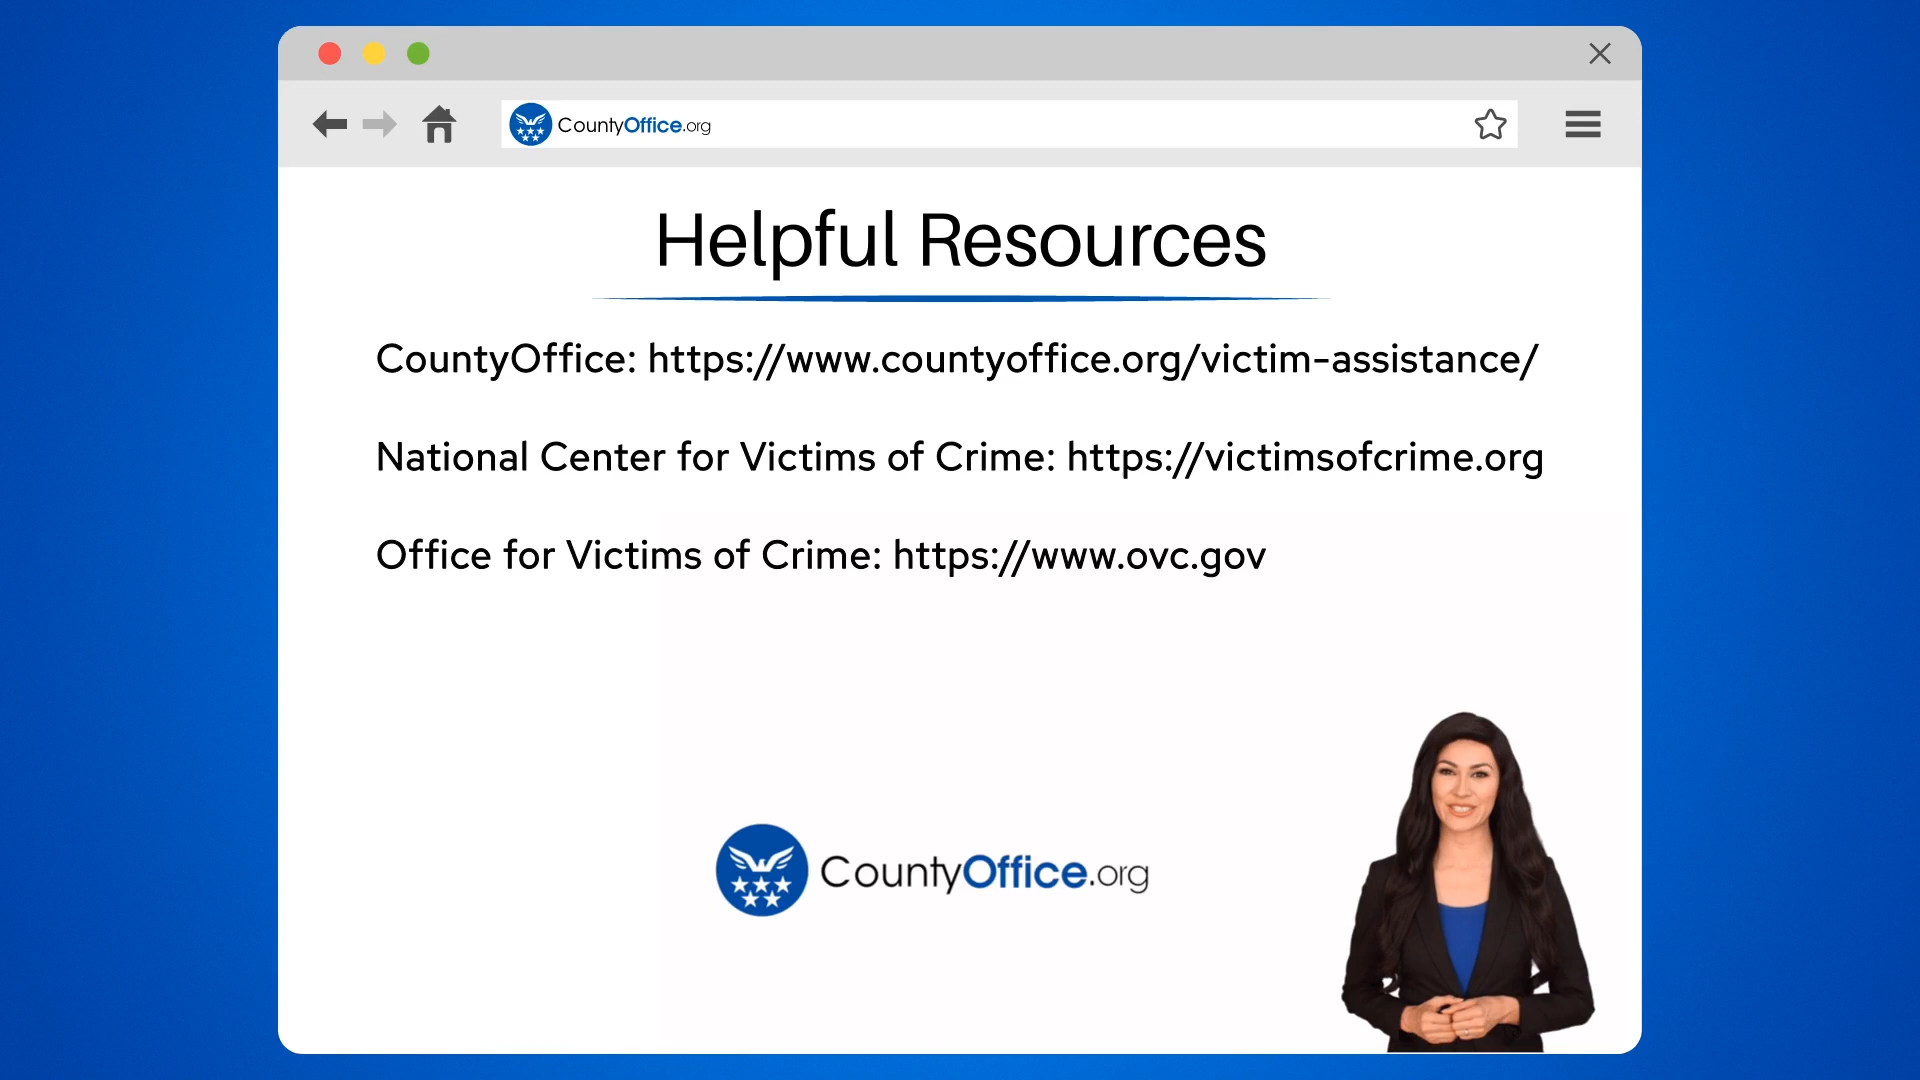 CountyOffice.org
Helpful Resources
CountyOffice: https://www.countyoffice.org/victim-assistance/
National Center for Victims of Crime: https://victimsofcrime.org
Office for Victims of Crime: https://www.ovc.gov
CountyOffice.org